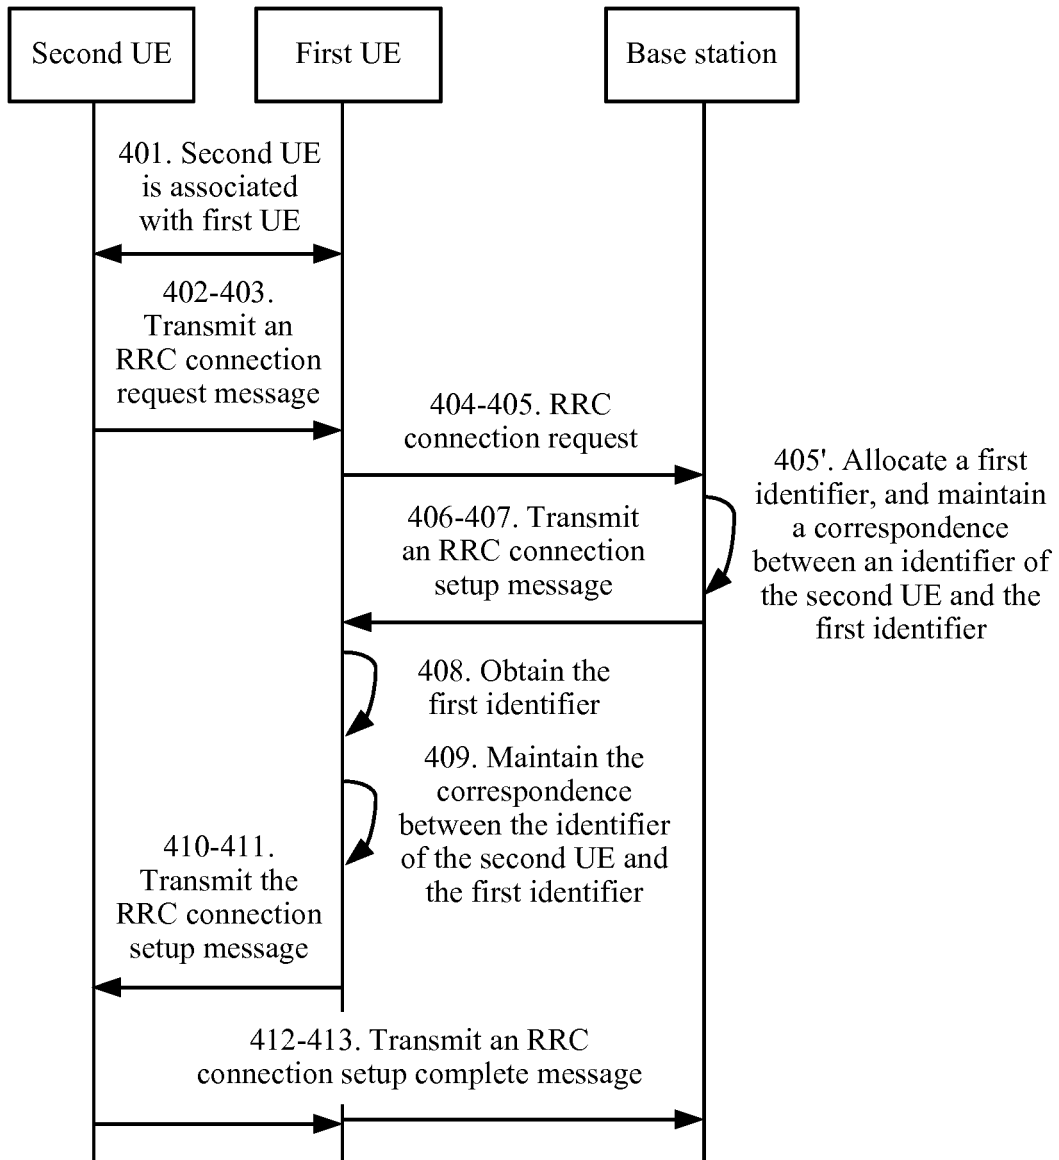 Second UE
First UE
Base station
401. Second UE
is associated
with first UE
402-403.
Transmit an
RRC connection
request message
404-405. RRC
connection request
405'. Allocate a first
identifier, and maintain
a correspondence
between an identifier of
the second UE and the
first identifier
406-407. Transmit
an RRC connection
setup message
408. Obtain the
first identifier
409. Maintain the
correspondence
between the identifier
of the second UE and
the first identifier
410-411.
Transmit the
RRC connection
setup message
412-413. Transmit an RRC
connection setup complete message